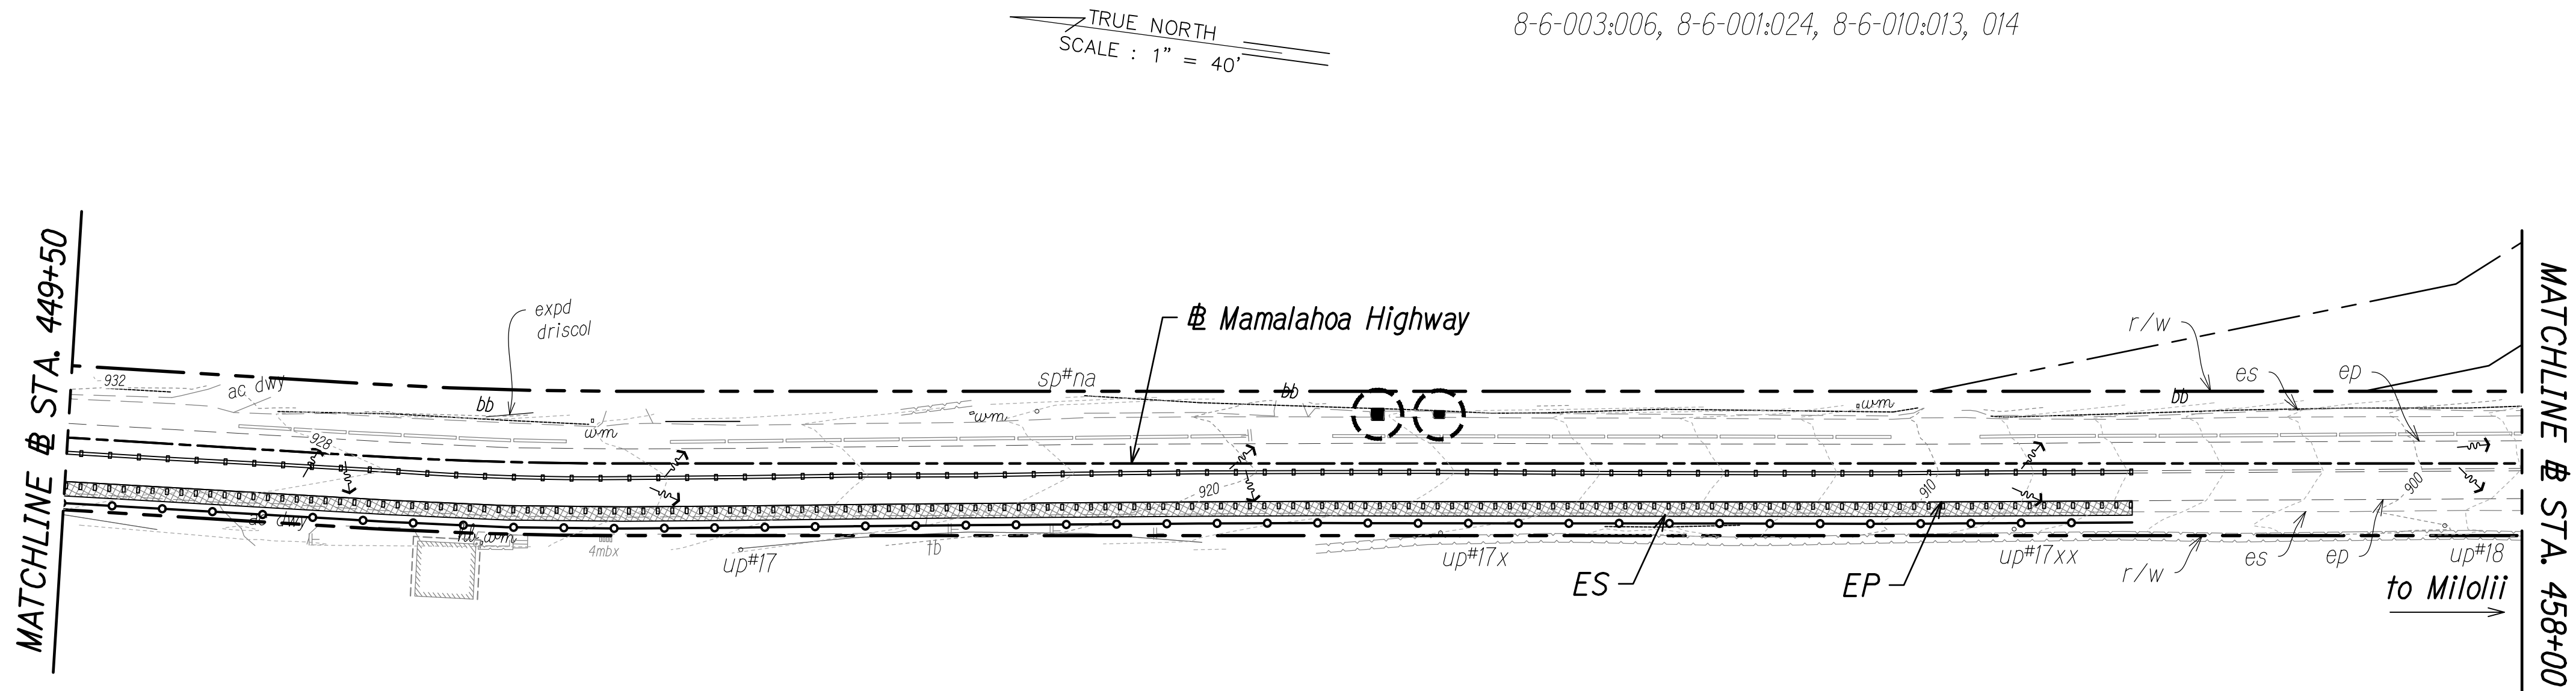 TRUE NORTH
SCALE : 1" = 40'
8-6-003:006, 8-6-001:024, 8-6-010:013, 014
MATCHLINE ℄ STA. 449+50
expd
driscol
℄ Mamalahoa Highway
r/w
es
ep
932
ac dwy
bb
sp#na
bb
bb
wm
wm
wm
928
920
910
900
ac dwy
hb wm
4mbx
up#17
tb
up#17x
up#17xx
r/w
es
ep
up#18
ES
EP
to Milolii
MATCHLINE ℄ STA. 458+00